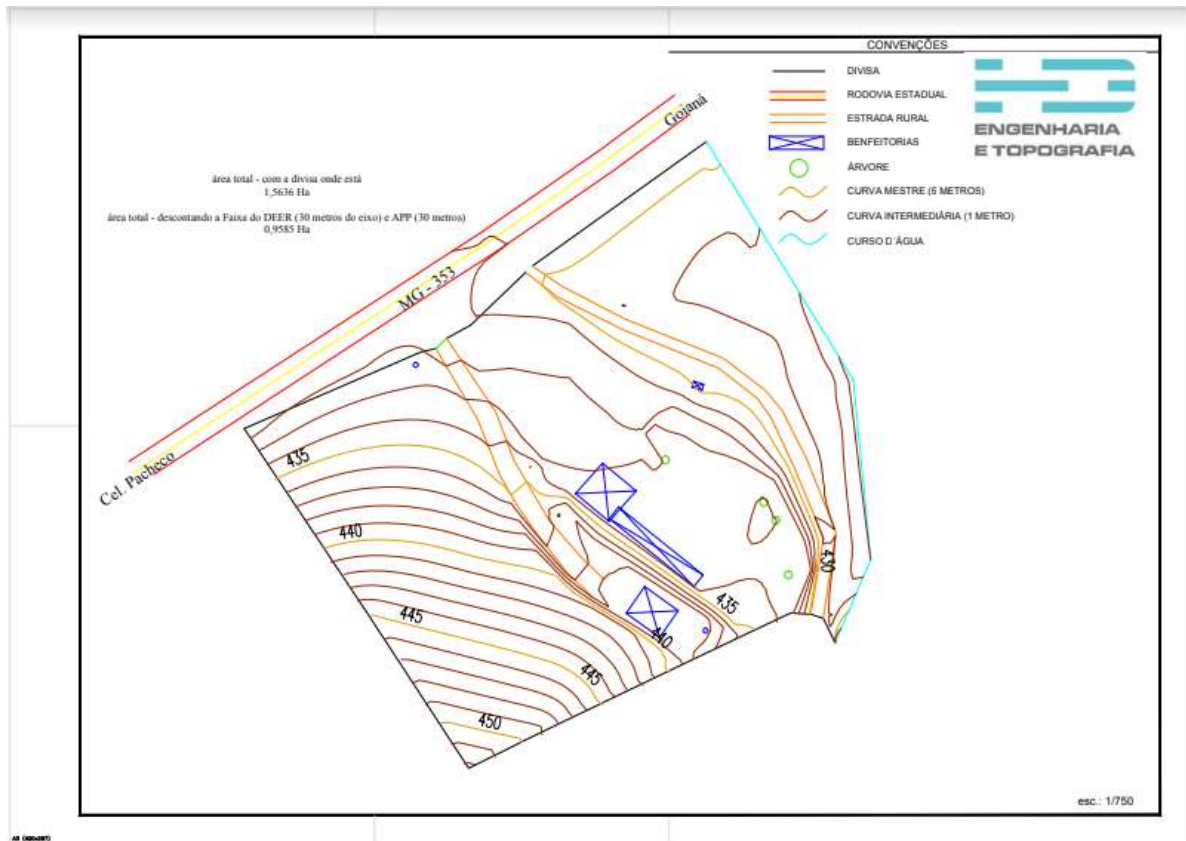 CONVENÇÕES
DIVISA
RODOVIA ESTADUAL
ESTRADA RURAL
BENFEITORIAS
ÁRVORE
CURVA MESTRE (5 METROS)
CURVA INTERMEDIÁRIA (1 METRO)
CURSO D´ÁGUA
ENGENHARIA
E TOPOGRAFIA
área total - com a divisa onde está
1,5636 Ha
área total - descontando a Faixa do DEER (30 metros do eixo) e APP (30 metros)
0,9585 Ha
Goianá
MG - 353
Cel. Pacheco
435
440
445
450
445
440
435
430
esc.: 1/750
A3 (420x297)